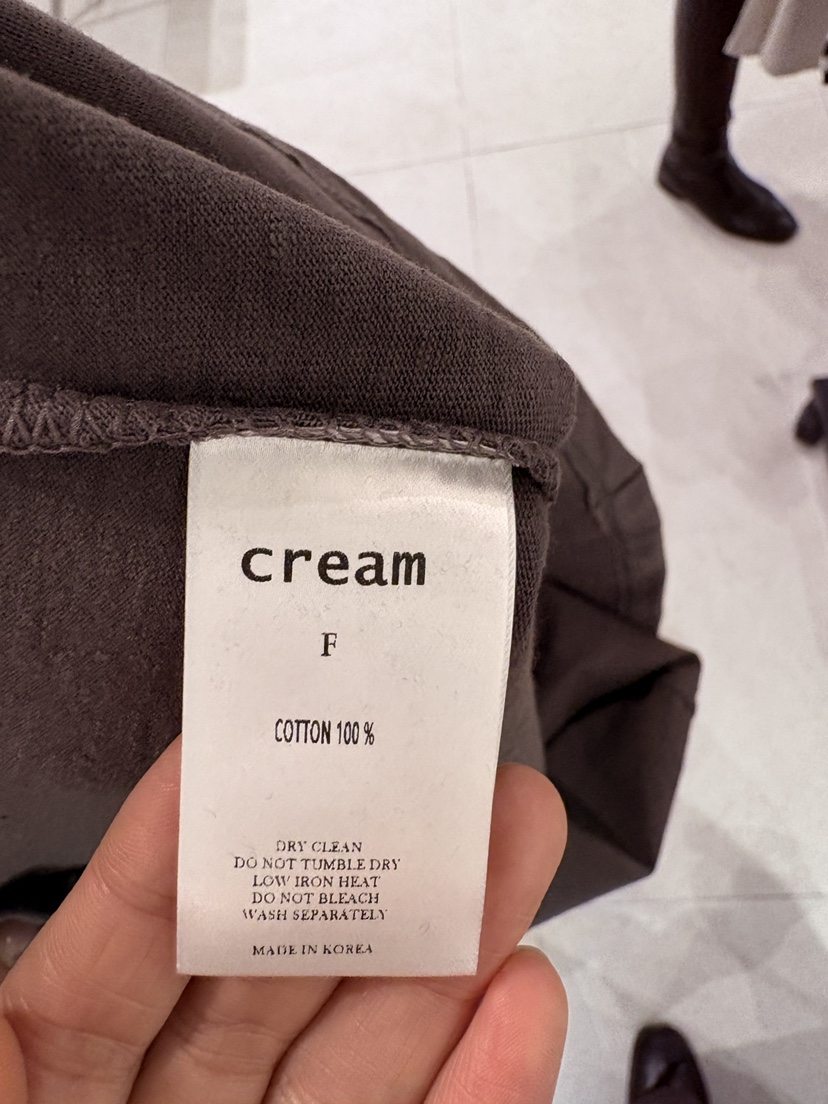 cream
F
COTTON 100 %
DRY CLEAN
DO NOT TUMBLE DRY
LOW IRON HEAT
DO NOT BLEACH
WASH SEPARATELY
MADE IN KOREA